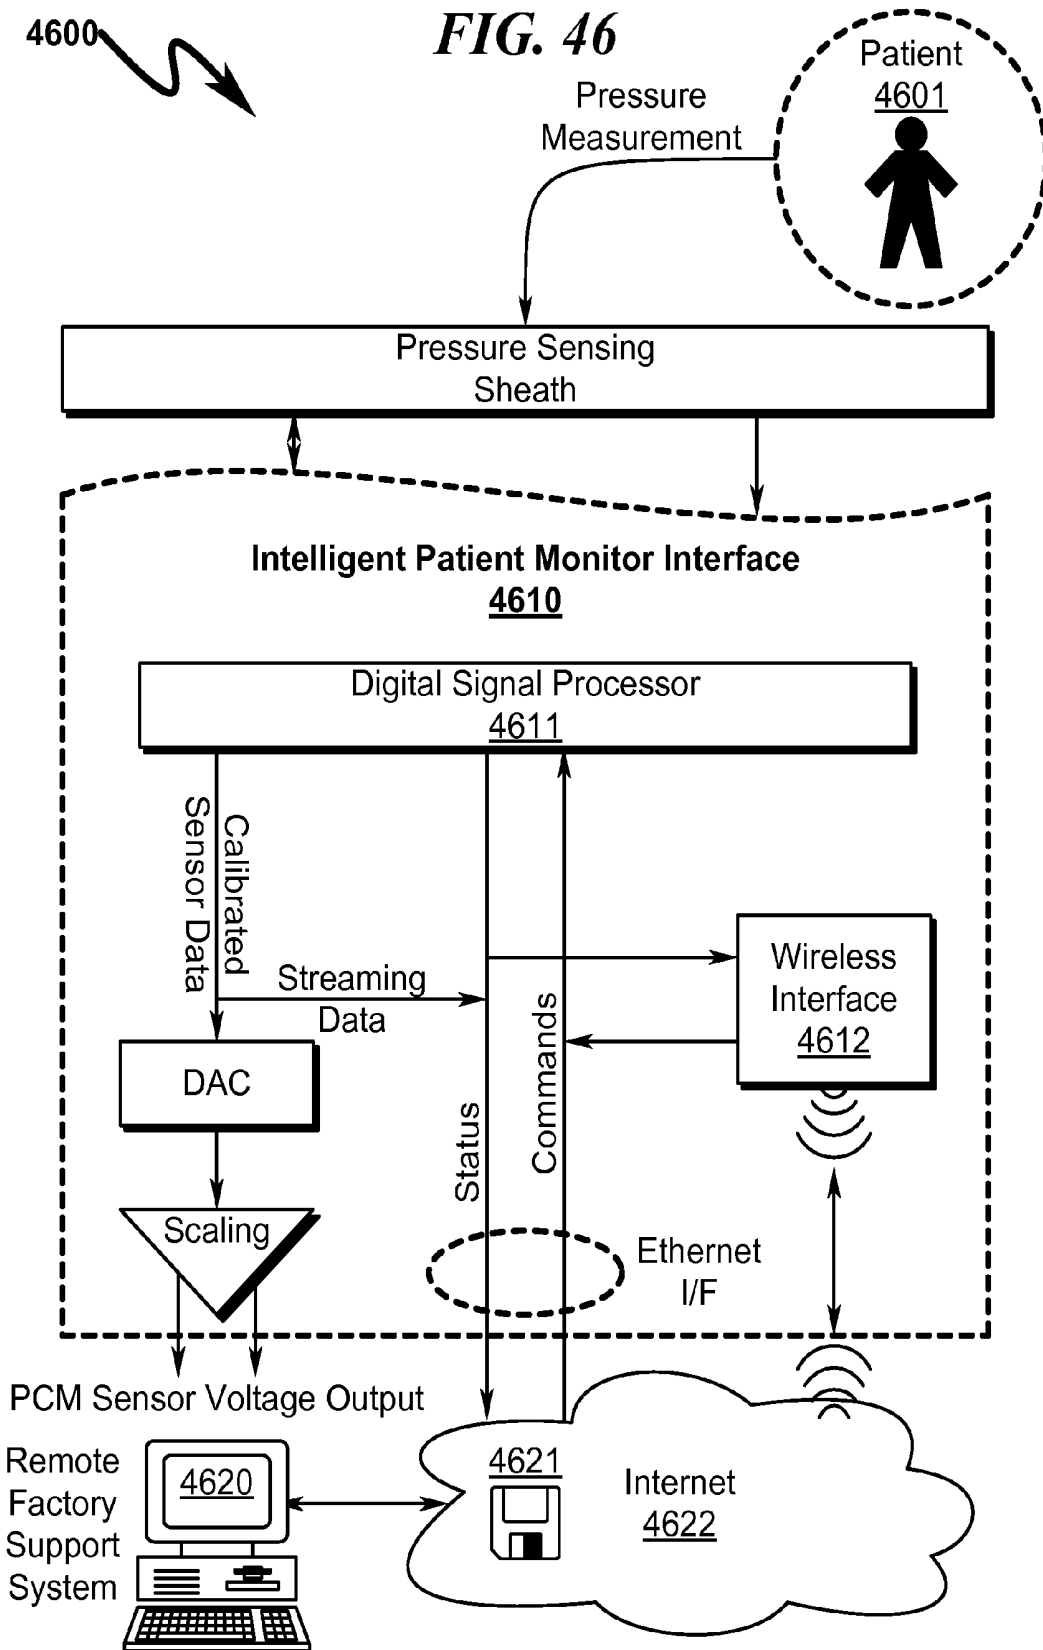 4600
FIG. 46
Patient
4601
Pressure
Measurement
Pressure Sensing
Sheath
Intelligent Patient Monitor Interface
4610
Digital Signal Processor
4611
Calibrated
Sensor Data
Streaming
Data
Wireless
Interface
4612
DAC
Status
Commands
Scaling
Ethernet
I/F
PCM Sensor Voltage Output
Remote
Factory
Support
System
4620
4621
Internet
4622